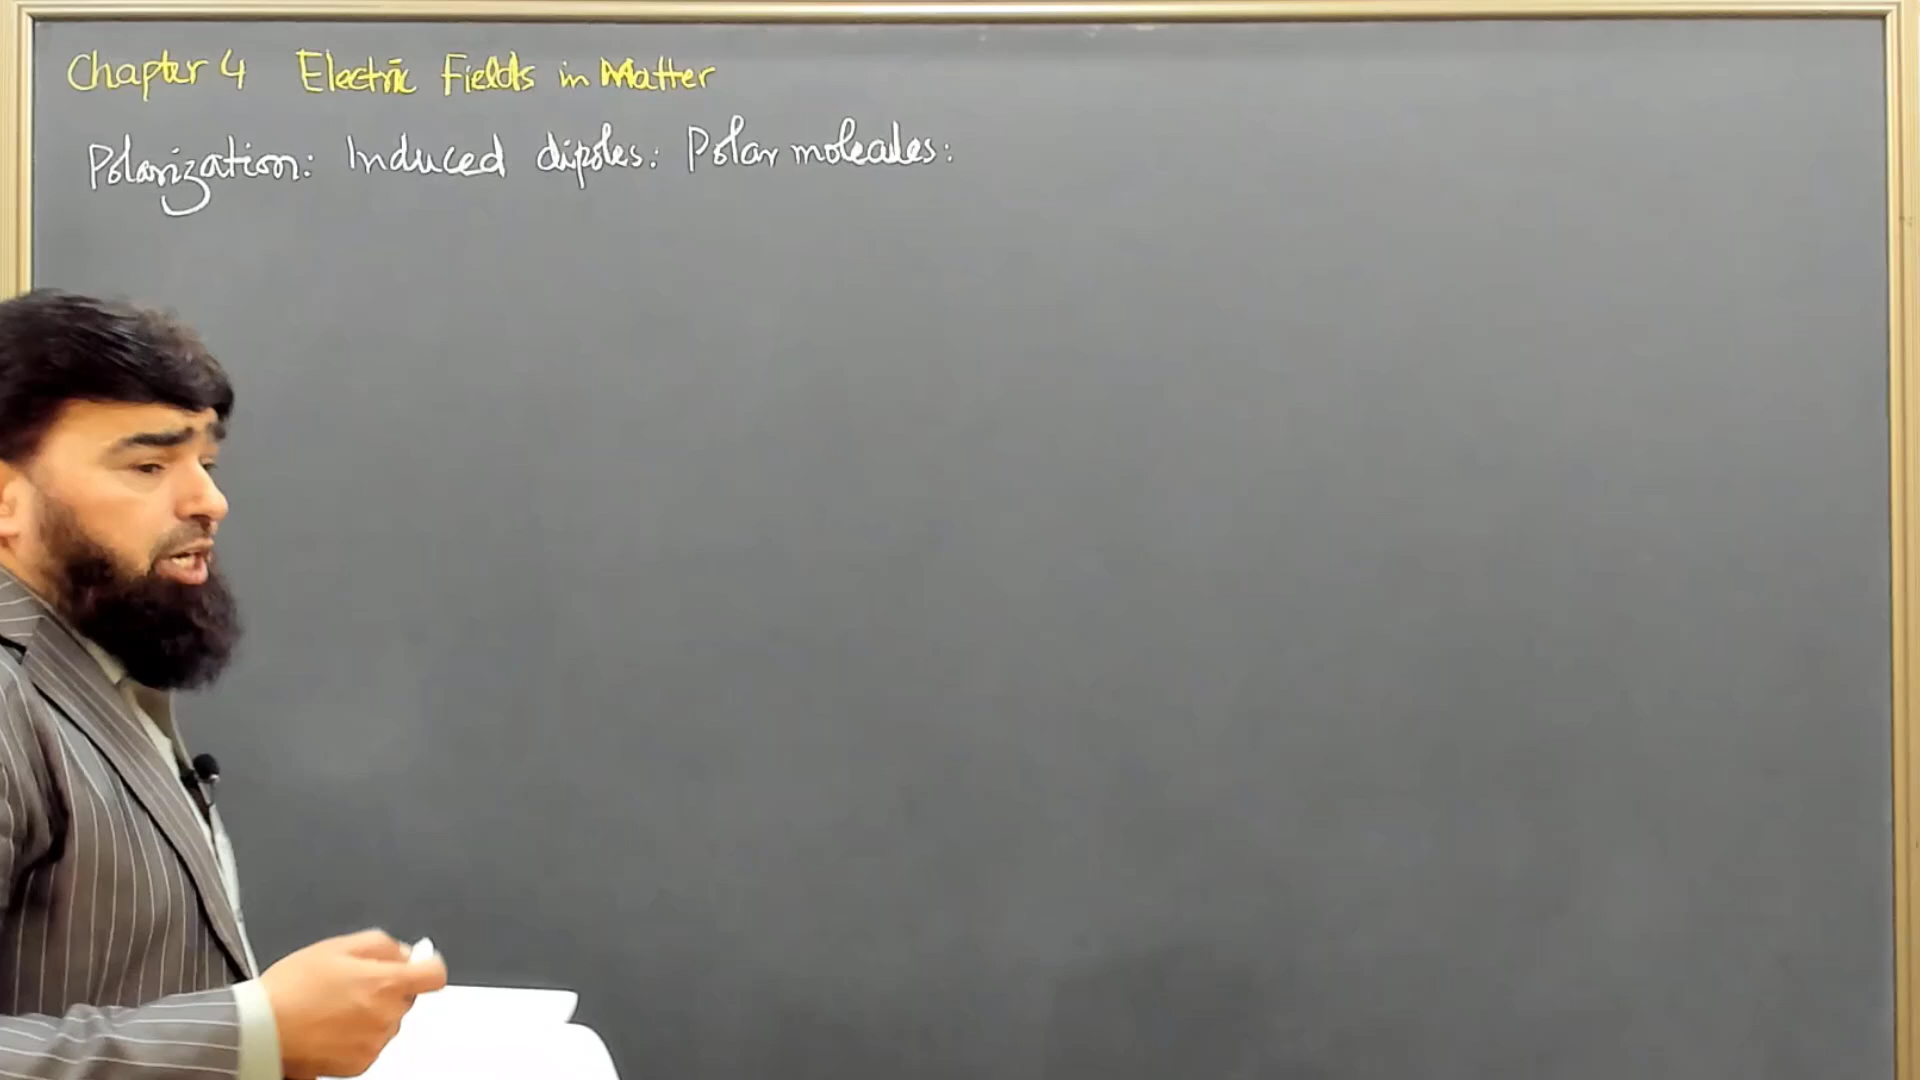 Chapter 4 Electric Fields in Matter
Polarization: Induced dipoles: Polar molecules: